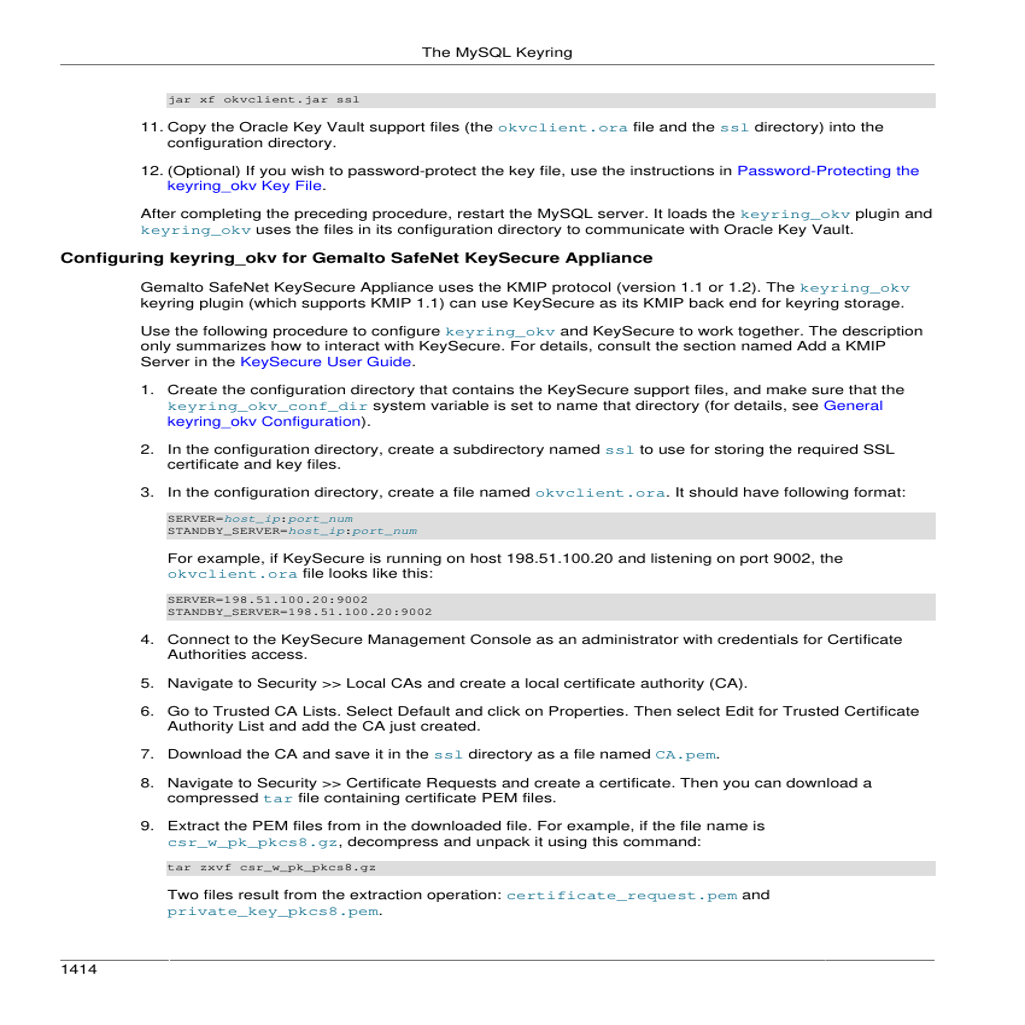 The MySQL Keyring
jar xf okvclient.jar ssl
11. Copy the Oracle Key Vault support files (the okvclient.ora file and the ssl directory) into the
configuration directory.
12. (Optional) If you wish to password-protect the key file, use the instructions in Password-Protecting the
keyring_okv Key File.
After completing the preceding procedure, restart the MySQL server. It loads the keyring_okv plugin and
keyring_okv uses the files in its configuration directory to communicate with Oracle Key Vault.
Configuring keyring_okv for Gemalto SafeNet KeySecure Appliance
Gemalto SafeNet KeySecure Appliance uses the KMIP protocol (version 1.1 or 1.2). The keyring_okv
keyring plugin (which supports KMIP 1.1) can use KeySecure as its KMIP back end for keyring storage.
Use the following procedure to configure keyring_okv and KeySecure to work together. The description
only summarizes how to interact with KeySecure. For details, consult the section named Add a KMIP
Server in the KeySecure User Guide.
1. Create the configuration directory that contains the KeySecure support files, and make sure that the
keyring_okv_conf_dir system variable is set to name that directory (for details, see General
keyring_okv Configuration).
2. In the configuration directory, create a subdirectory named ssl to use for storing the required SSL
certificate and key files.
3. In the configuration directory, create a file named okvclient.ora. It should have following format:
SERVER=host_ip:port_num
STANDBY_SERVER=host_ip:port_num
For example, if KeySecure is running on host 198.51.100.20 and listening on port 9002, the
okvclient.ora file looks like this:
SERVER=198.51.100.20:9002
STANDBY_SERVER=198.51.100.20:9002
4. Connect to the KeySecure Management Console as an administrator with credentials for Certificate
Authorities access.
5. Navigate to Security >> Local CAs and create a local certificate authority (CA).
6. Go to Trusted CA Lists. Select Default and click on Properties. Then select Edit for Trusted Certificate
Authority List and add the CA just created.
7. Download the CA and save it in the ssl directory as a file named CA.pem.
8. Navigate to Security >> Certificate Requests and create a certificate. Then you can download a
compressed tar file containing certificate PEM files.
9. Extract the PEM files from in the downloaded file. For example, if the file name is
csr_w_pk_pkcs8.gz, decompress and unpack it using this command:
tar zxvf csr_w_pk_pkcs8.gz
Two files result from the extraction operation: certificate_request.pem and
private_key_pkcs8.pem.
1414